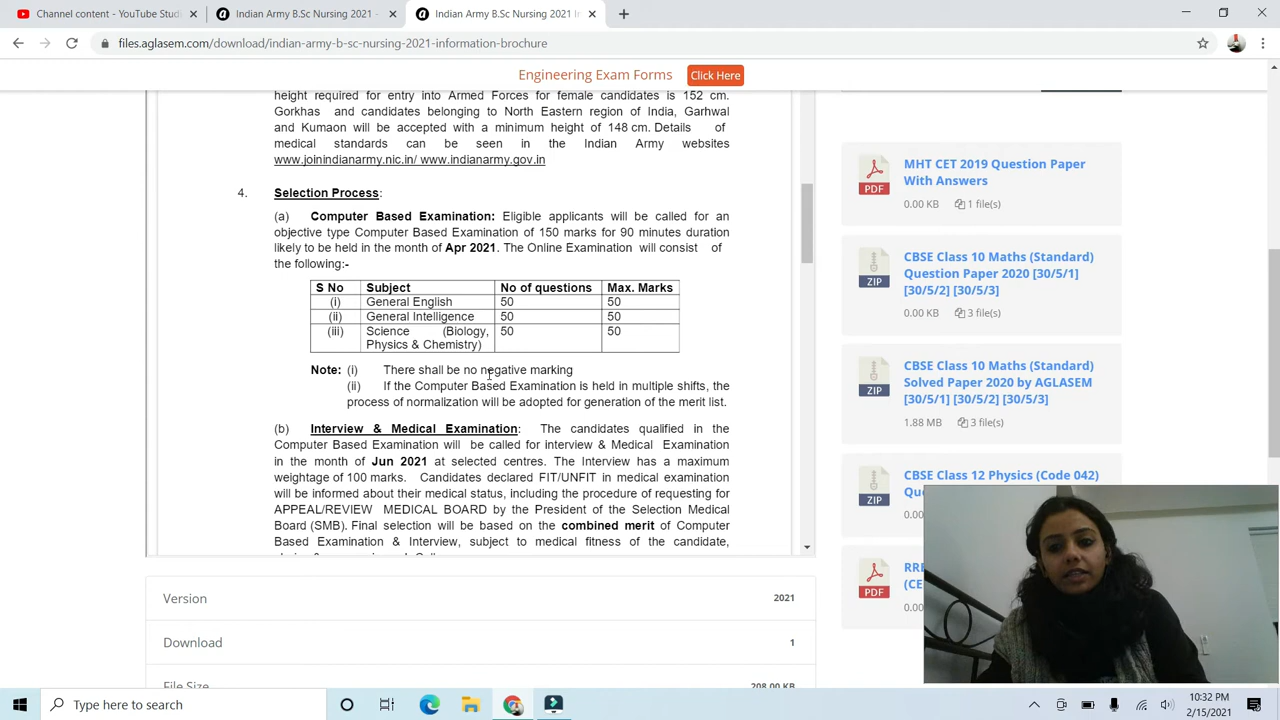 Channel content - YouTube Studi
Indian Army B.Sc Nursing 2021 -
Indian Army B.Sc Nursing 2021 I
files.aglasem.com/download/indian-army-b-sc-nursing-2021-information-brochure
Engineering Exam Forms Click Here
height required for entry into Armed Forces for female candidates is 152 cm.
Gorkhas and candidates belonging to North Eastern region of India, Garhwal
and Kumaon will be accepted with a minimum height of 148 cm. Details of
medical standards can be seen in the Indian Army websites
www.joinindianarmy.nic.in/ www.indianarmy.gov.in
4. Selection Process:
(a) Computer Based Examination: Eligible applicants will be called for an
objective type Computer Based Examination of 150 marks for 90 minutes duration
likely to be held in the month of Apr 2021. The Online Examination will consist of
the following:-
S No Subject No of questions Max. Marks
(i) General English 50 50
(ii) General Intelligence 50 50
(iii) Science (Biology, 50 50
Physics & Chemistry)
Note: (i) There shall be no negative marking
(ii) If the Computer Based Examination is held in multiple shifts, the
process of normalization will be adopted for generation of the merit list.
(b) Interview & Medical Examination: The candidates qualified in the
Computer Based Examination will be called for interview & Medical Examination
in the month of Jun 2021 at selected centres. The Interview has a maximum
weightage of 100 marks. Candidates declared FIT/UNFIT in medical examination
will be informed about their medical status, including the procedure of requesting for
APPEAL/REVIEW MEDICAL BOARD by the President of the Selection Medical
Board (SMB). Final selection will be based on the combined merit of Computer
Based Examination & Interview, subject to medical fitness of the candidate,
Version 2021
Download 1
File Size 208.00 KB
PDF
MHT CET 2019 Question Paper
With Answers
0.00 KB 1 file(s)
ZIP
CBSE Class 10 Maths (Standard)
Question Paper 2020 [30/5/1]
[30/5/2] [30/5/3]
0.00 KB 3 file(s)
ZIP
CBSE Class 10 Maths (Standard)
Solved Paper 2020 by AGLASEM
[30/5/1] [30/5/2] [30/5/3]
1.88 MB 3 file(s)
ZIP
CBSE Class 12 Physics (Code 042)
PDF
Type here to search
10:32 PM
2/15/2021